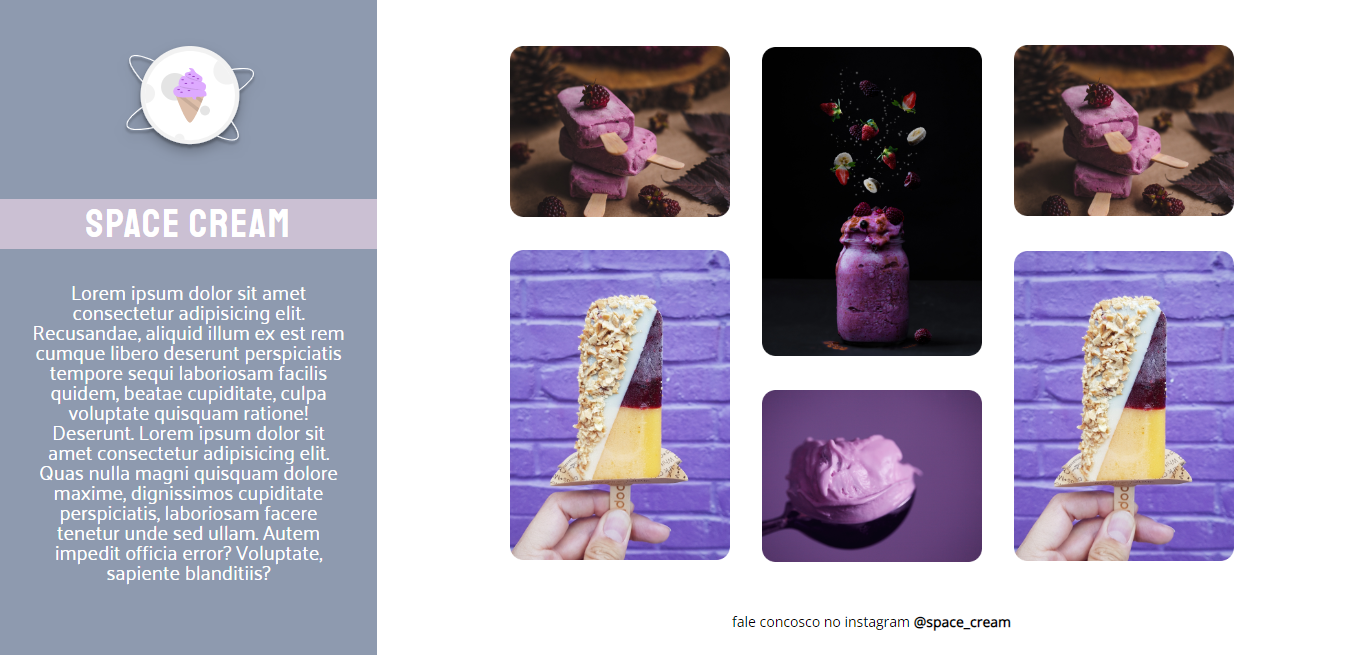 SPACE CREAM
Lorem ipsum dolor sit amet
consectetur adipisicing elit.
Recusandae, aliquid illum ex est rem
cumque libero deserunt perspiciatis
tempore sequi laboriosam facilis
quidem, beatae cupiditate, culpa
voluptate quisquam ratione!
Deserunt. Lorem ipsum dolor sit
amet consectetur adipisicing elit.
Quas nulla magni quisquam dolore
maxime, dignissimos cupiditate
perspiciatis, laboriosam facere
tenetur unde sed ullam. Autem
impedit officia error? Voluptate,
sapiente blanditiis?
fale concosco no instagram @space_cream